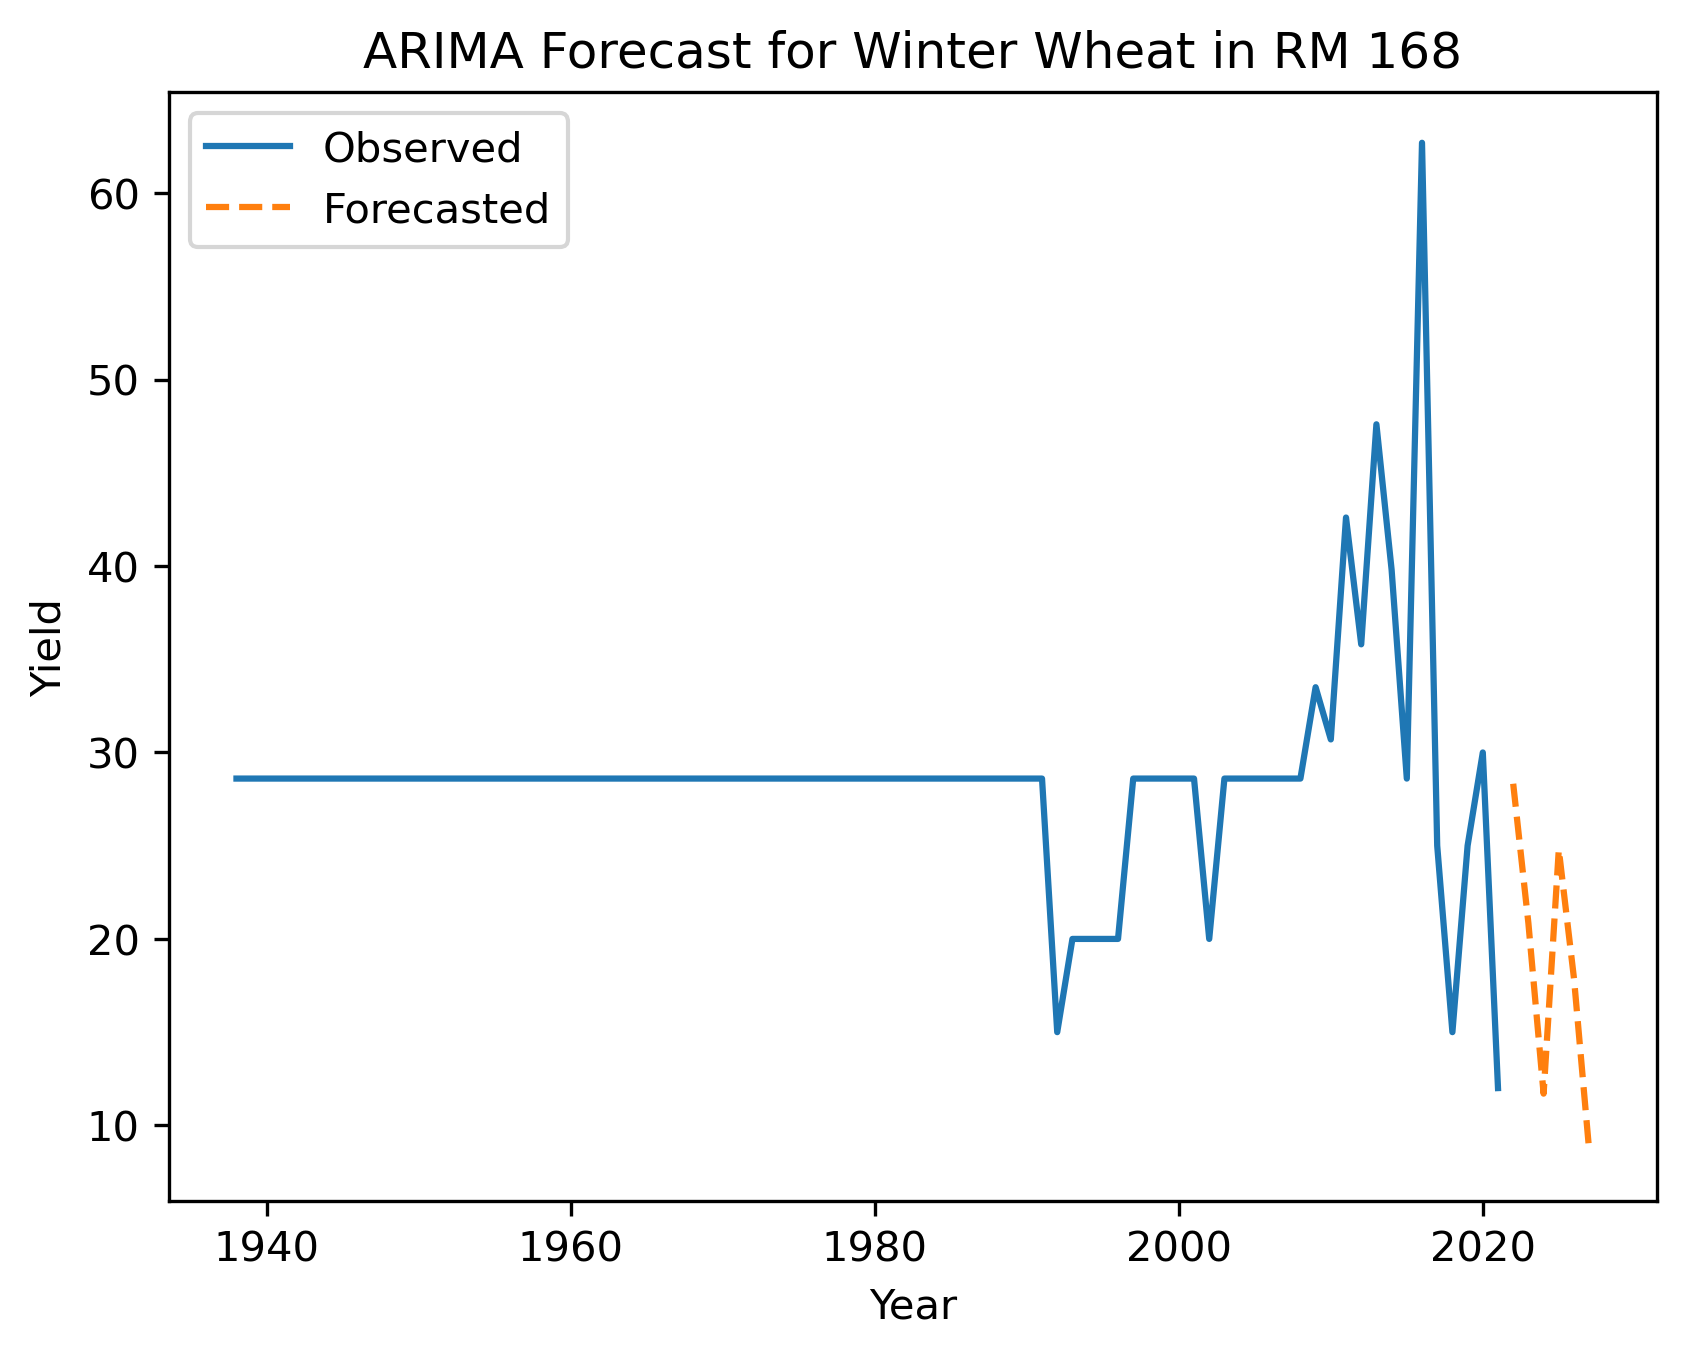 ARIMA Forecast for Winter Wheat in RM 168
Observed
Forecasted
60
50
40
30
20
10
Yield
1940 1960 1980 2000 2020
Year